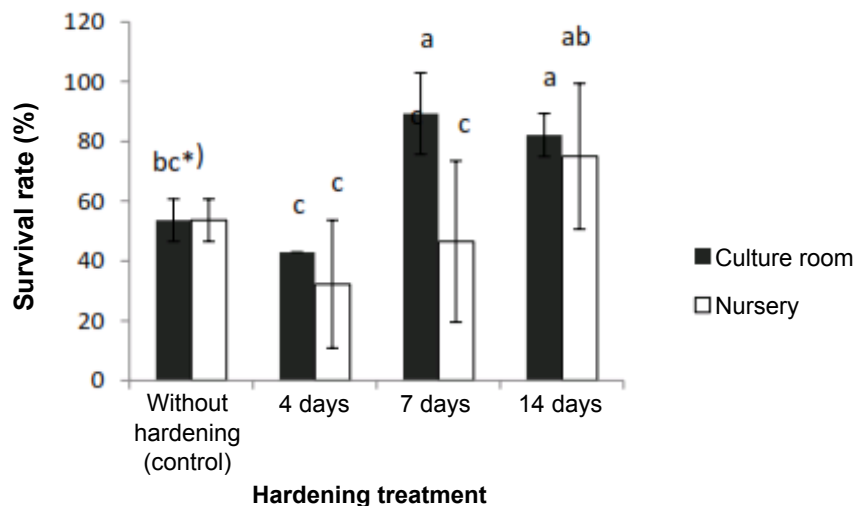 120
100
80
60
40
20
0
Survival rate (%)
bc*)
c
c
a
c
c
a
ab
Without
hardening
(control)
4 days
7 days
14 days
Hardening treatment
Culture room
Nursery